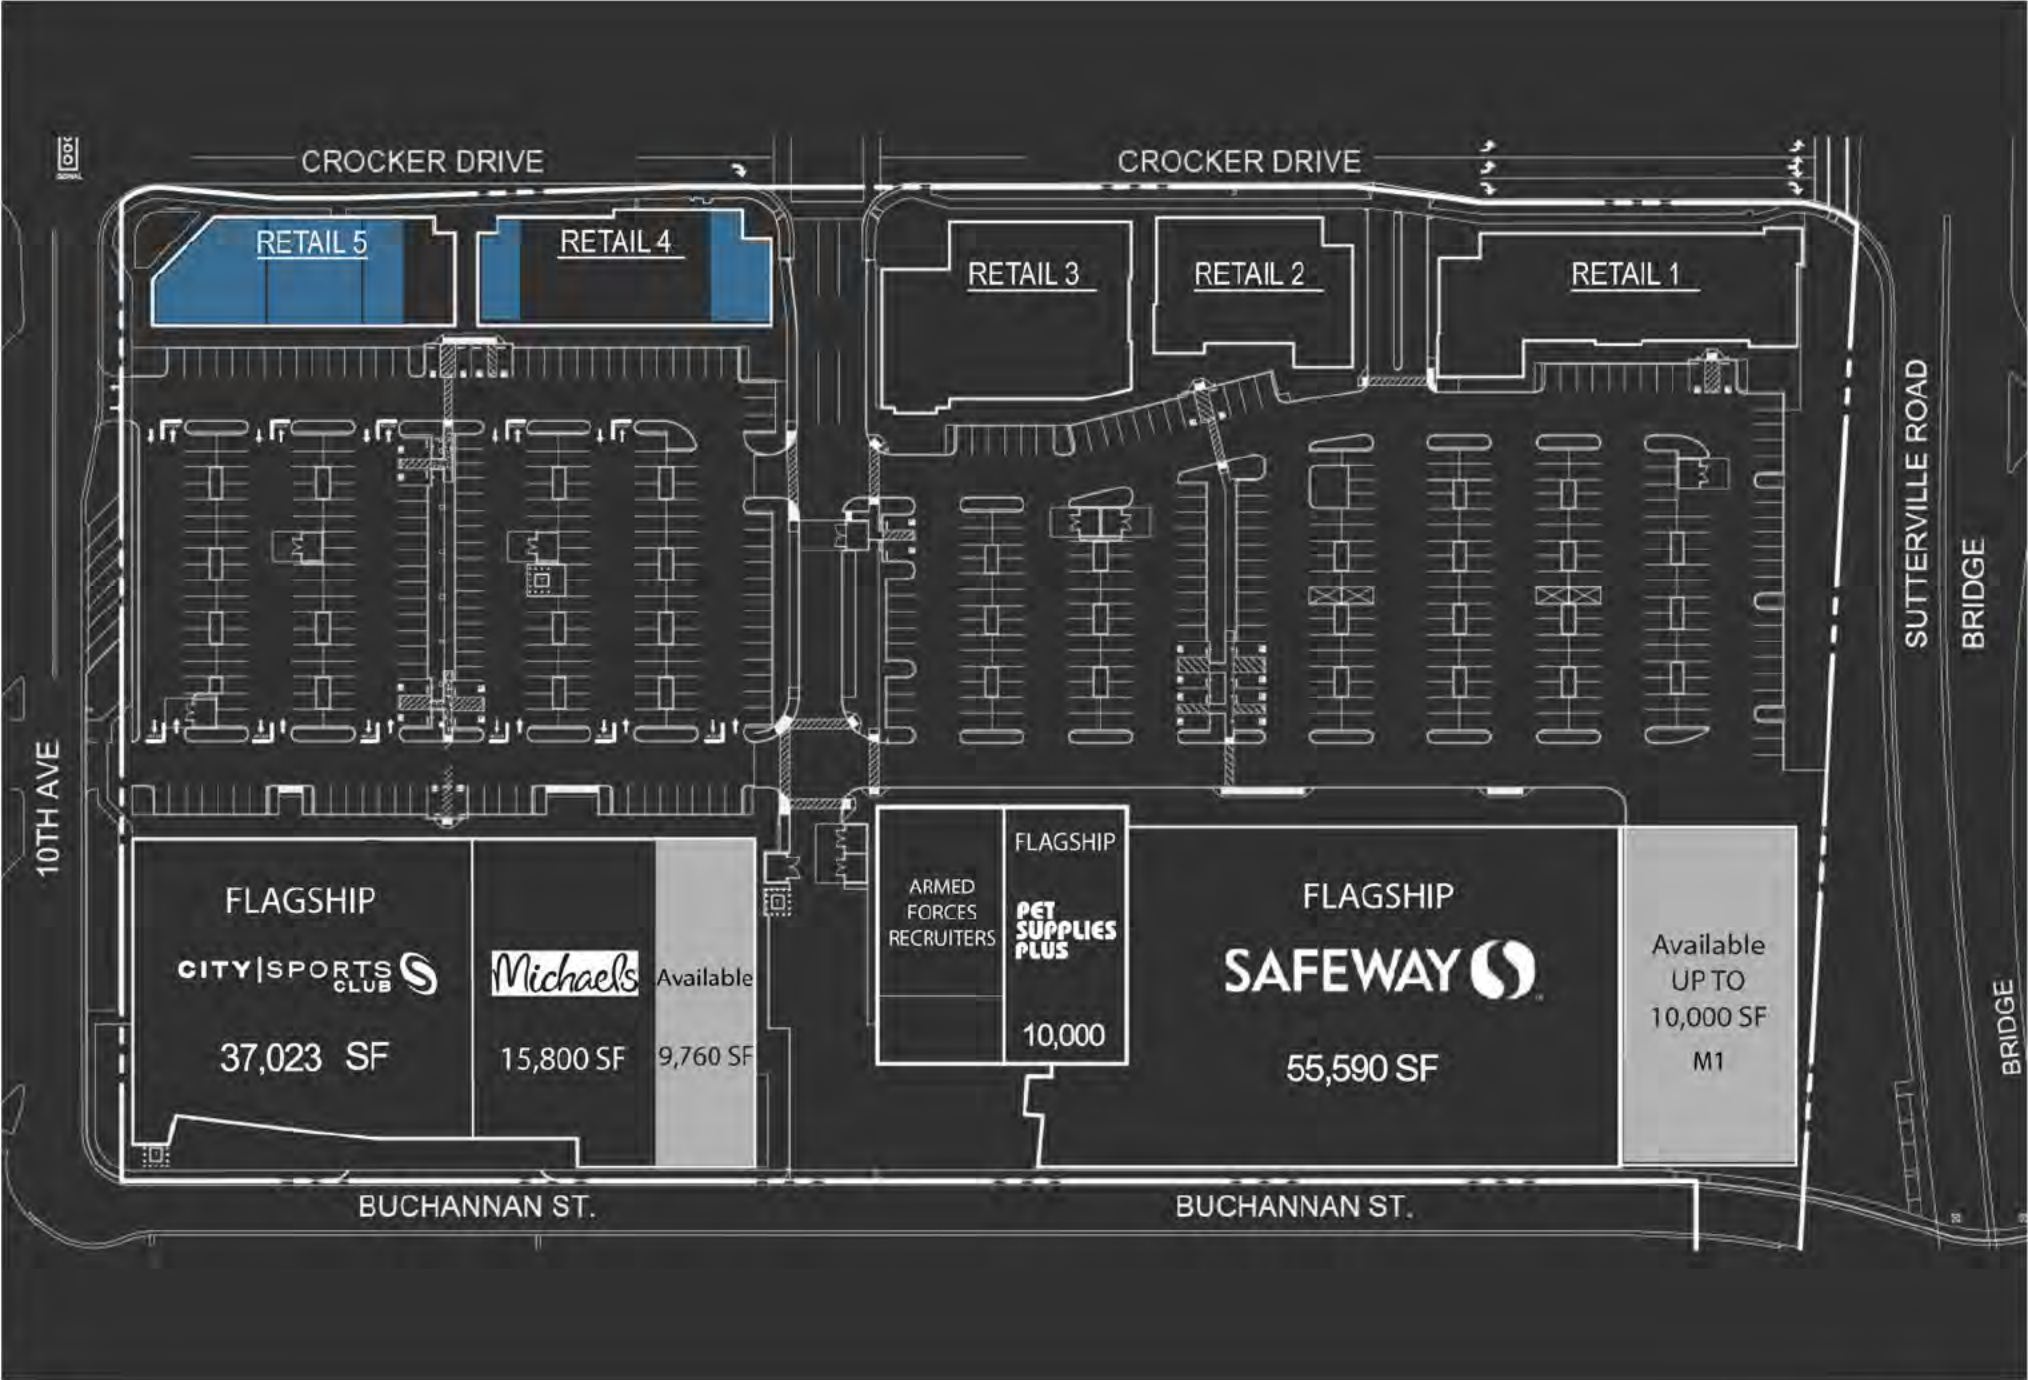 CROCKER DRIVE
CROCKER DRIVE
RETAIL 5
RETAIL 4
RETAIL 3
RETAIL 2
RETAIL 1
SUTTERVILLE ROAD
BRIDGE
10TH AVE
FLAGSHIP
CITY|SPORTS
CLUB
37,023 SF
Michaels
15,800 SF
Available
9,760 SF
ARMED
FORCES
RECRUITERS
FLAGSHIP
PET
SUPPLIES
PLUS
10,000
FLAGSHIP
SAFEWAY
55,590 SF
Available
UP TO
10,000 SF
M1
BRIDGE
BUCHANNAN ST.
BUCHANNAN ST.